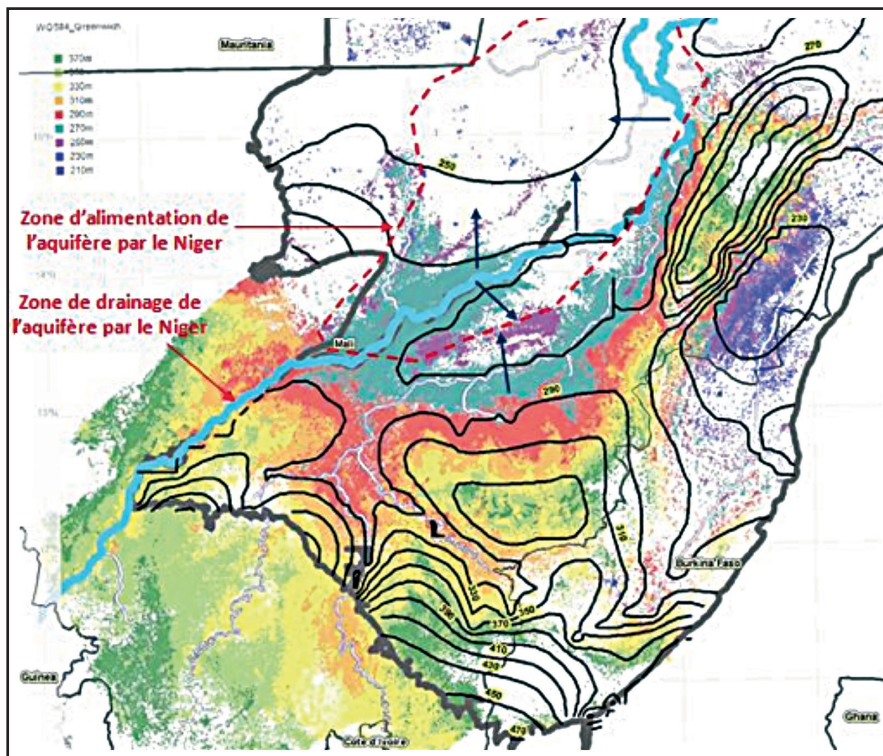 WGS84_Greenwich
Mauritania
370m
330m
310m
290m
270m
250m
230m
210m
270
250
230
Zone d'alimentation de
l'aquifère par le Niger
Zone de drainage de
l'aquifère par le Niger
Mali
290
310
Burkina Faso
330
390
350
370
410
430
450
470
Guinea
Cote d'Ivoire
Ghana